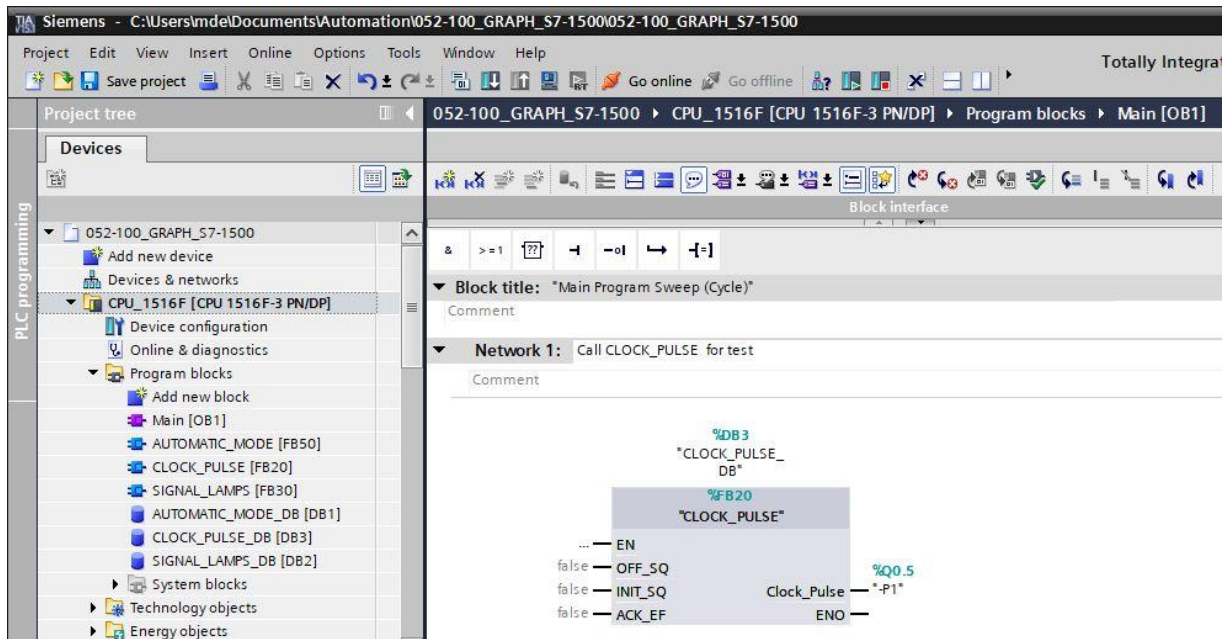 TIA V13 Siemens - C:\Users\mde\Documents\Automation\052-100_GRAPH_S7-1500\052-100_GRAPH_S7-1500
Project Edit View Insert Online Options Tools Window Help
Save project Go online Go offline
Totally Integrat
Project tree
052-100_GRAPH_S7-1500 CPU_1516F [CPU 1516F-3 PN/DP] Program blocks Main [OB1]
Devices
Block interface
PLC programming
052-100_GRAPH_S7-1500
Add new device
Devices & networks
CPU_1516F [CPU 1516F-3 PN/DP]
Device configuration
Online & diagnostics
Program blocks
Add new block
Main [OB1]
AUTOMATIC_MODE [FB50]
CLOCK_PULSE [FB20]
SIGNAL_LAMPS [FB30]
AUTOMATIC_MODE_DB [DB1]
CLOCK_PULSE_DB [DB3]
SIGNAL_LAMPS_DB [DB2]
System blocks
Technology objects
Energy objects
& >=1 ?? -| -o| -[=]
Block title: "Main Program Sweep (Cycle)"
Comment
Network 1: Call CLOCK_PULSE for test
Comment
%DB3
"CLOCK_PULSE_
DB"
%FB20
"CLOCK_PULSE"
... EN
false OFF_SQ
%Q0.5
false INIT_SQ Clock_Pulse "-P1"
false ACK_EF ENO